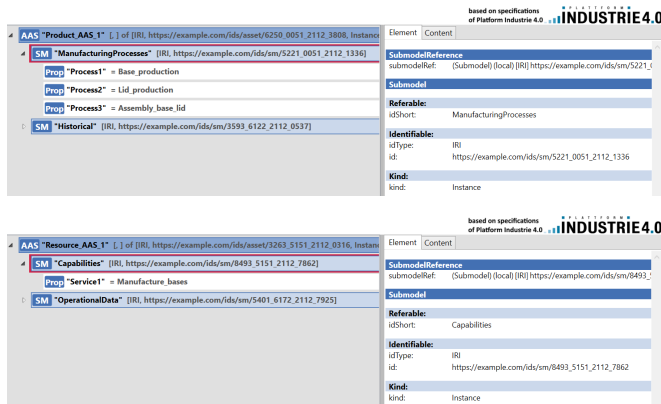 based on specifications
of Platform Industrie 4.0
PLATTFORM
INDUSTRIE4.0
AAS "Product_AAS_1" [, ] of [IRI, https://example.com/ids/asset/6250_0051_2112_3808, Instance
SM "ManufacturingProcesses" [IRI, https://example.com/ids/sm/5221_0051_2112_1336]
Prop "Process1" = Base_production
Prop "Process2" = Lid_production
Prop "Process3" = Assembly_base_lid
SM "Historical" [IRI, https://example.com/ids/sm/3593_6122_2112_0537]
Element Content
SubmodelReference
submodelRef: (Submodel) (local) [IRI] https://example.com/ids/sm/5221_0
Submodel
Referable:
idShort: ManufacturingProcesses
Identifiable:
idType: IRI
id: https://example.com/ids/sm/5221_0051_2112_1336
Kind:
kind: Instance
based on specifications
of Platform Industrie 4.0
PLATTFORM
INDUSTRIE4.0
AAS "Resource_AAS_1" [, ] of [IRI, https://example.com/ids/asset/3263_5151_2112_0316, Instanc
SM "Capabilities" [IRI, https://example.com/ids/sm/8493_5151_2112_7862]
Prop "Service1" = Manufacture_bases
SM "OperationalData" [IRI, https://example.com/ids/sm/5401_6172_2112_7925]
Element Content
SubmodelReference
submodelRef: (Submodel) (local) [IRI] https://example.com/ids/sm/8493_5
Submodel
Referable:
idShort: Capabilities
Identifiable:
idType: IRI
id: https://example.com/ids/sm/8493_5151_2112_7862
Kind:
kind: Instance